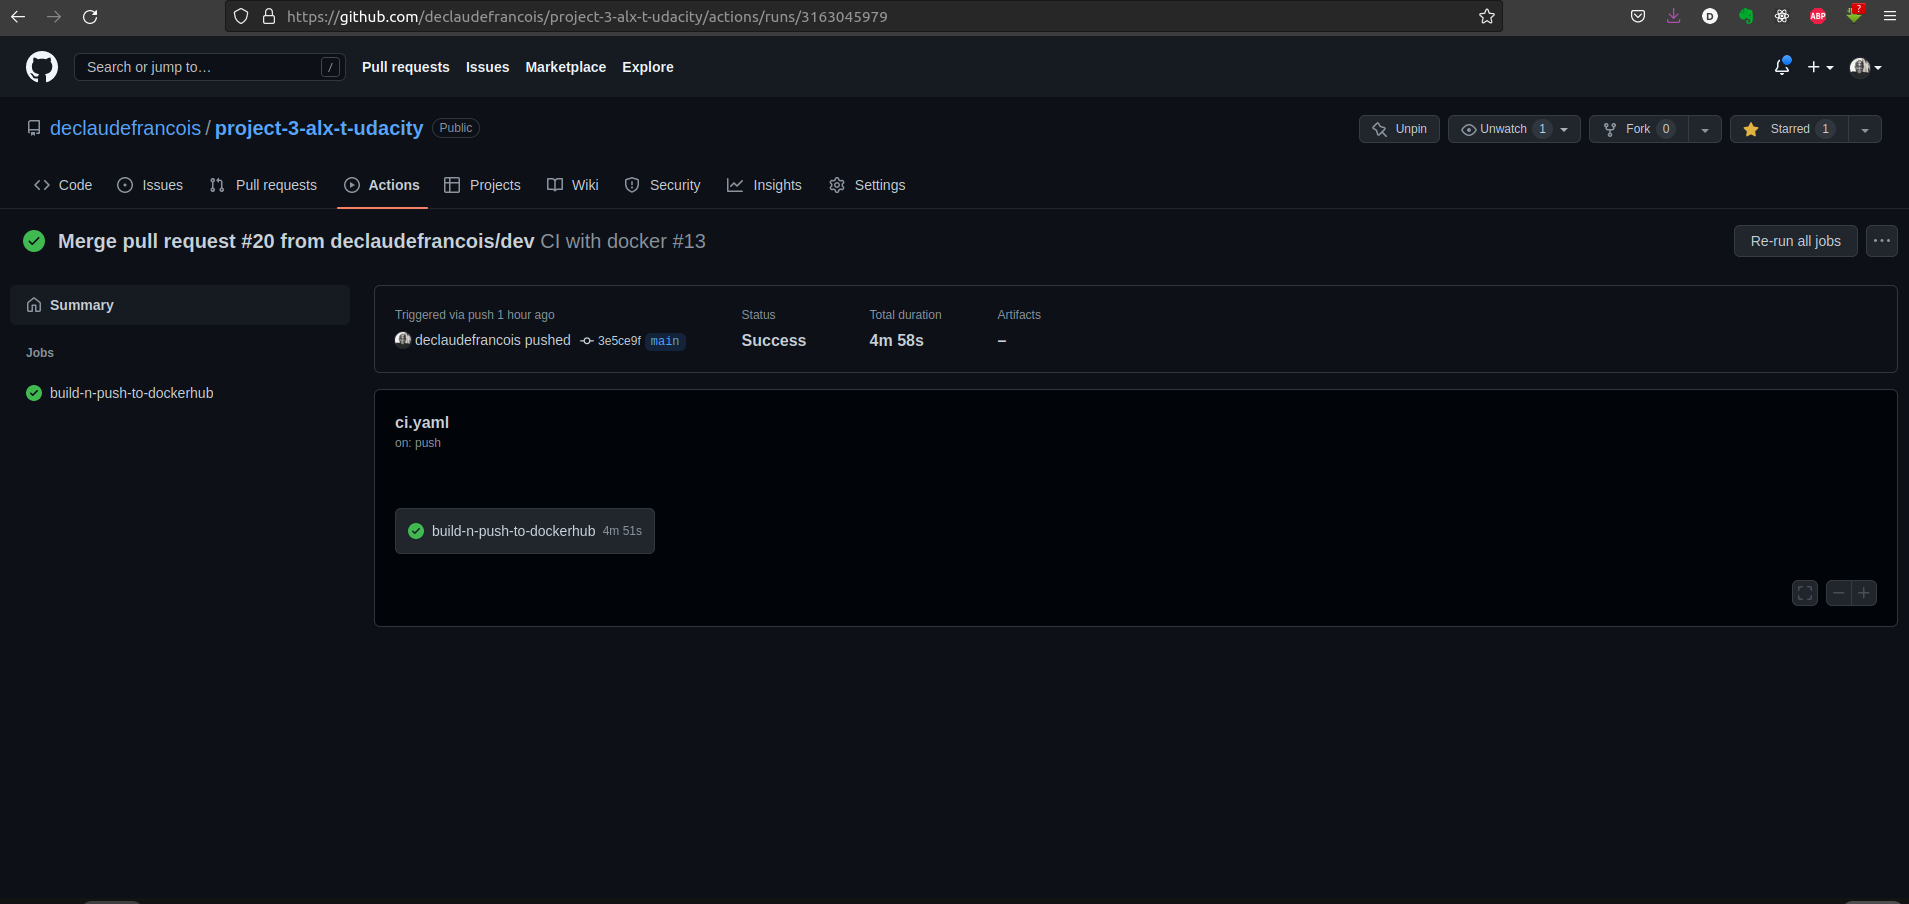 https://github.com/declaudefrancois/project-3-alx-t-udacity/actions/runs/3163045979
D
ABP
?
Search or jump to…
/
Pull requests Issues Marketplace Explore
declaudefrancois / project-3-alx-t-udacity Public
Unpin
Unwatch 1
Fork 0
Starred 1
Code Issues Pull requests Actions Projects Wiki Security Insights Settings
Merge pull request #20 from declaudefrancois/dev CI with docker #13
Re-run all jobs
Summary
Jobs
build-n-push-to-dockerhub
Triggered via push 1 hour ago
declaudefrancois pushed 3e5ce9f main
Status
Success
Total duration
4m 58s
Artifacts
–
ci.yaml
on: push
build-n-push-to-dockerhub 4m 51s